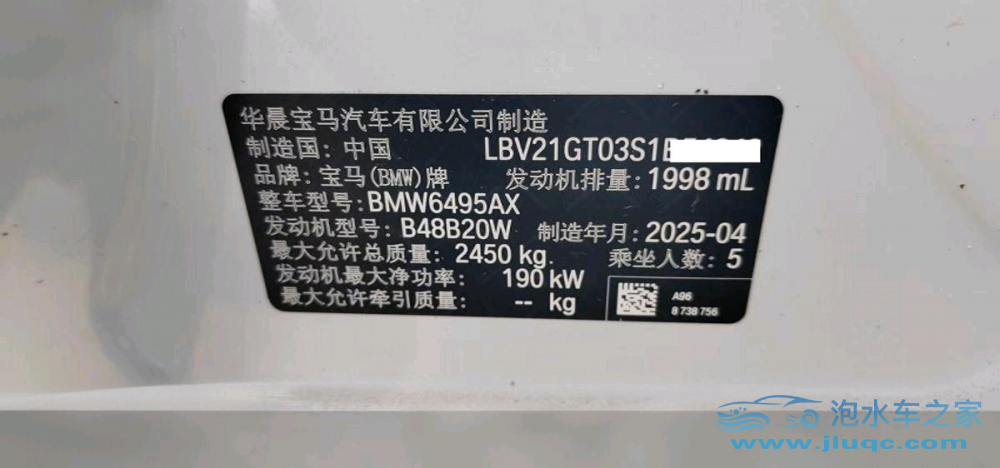 华晨宝马汽车有限公司制造
制造国: 中国 LBV21GT03S1
品牌: 宝马(BMW)牌 发动机排量: 1998 mL
整车型号: BMW6495AX
发动机型号: B48B20W 制造年月: 2025-04
最大允许总质量: 2450 kg. 乘坐人数: 5
发动机最大净功率: 190 kW
最大允许牵引质量: -- kg
A96
8 738 756
泡水车之家
www.jluqc.com